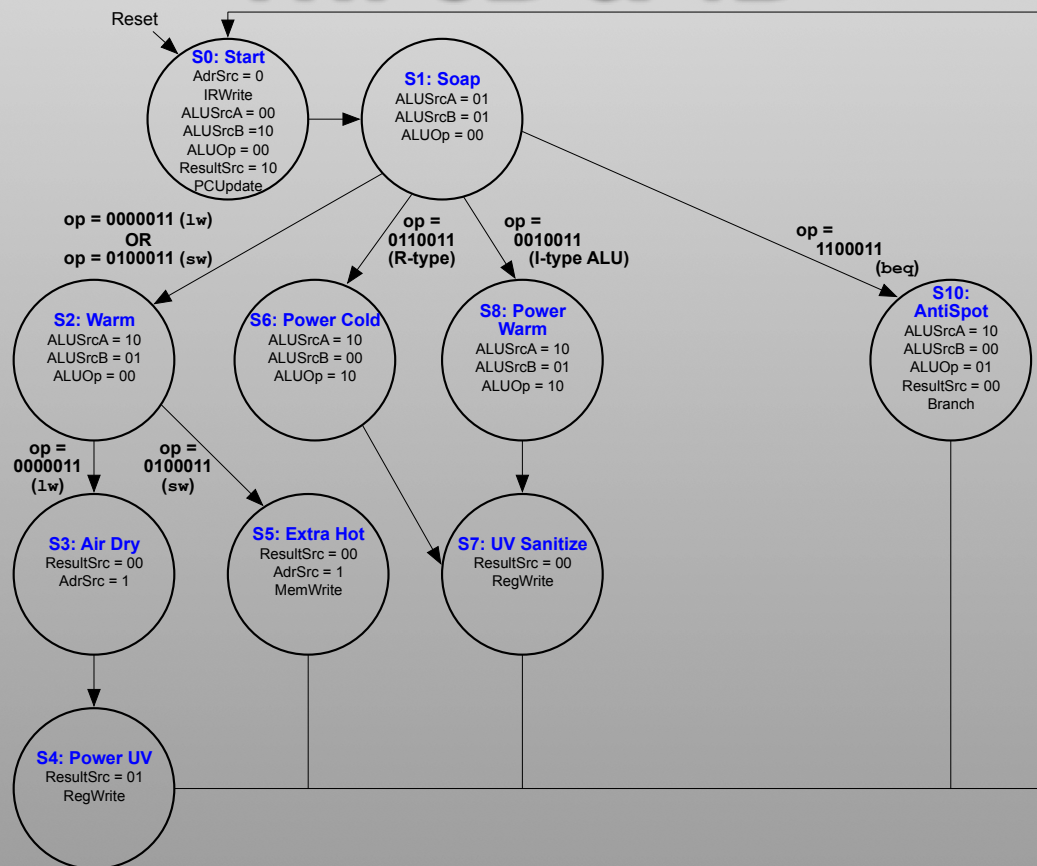 Reset
S0: Start
AdrSrc = 0
IRWrite
ALUSrcA = 00
ALUSrcB =10
ALUOp = 00
ResultSrc = 10
PCUpdate
S1: Soap
ALUSrcA = 01
ALUSrcB = 01
ALUOp = 00
op = 0000011 (lw)
OR
op = 0100011 (sw)
op =
0110011
(R-type)
op =
0010011
(I-type ALU)
op =
1100011
(beq)
S2: Warm
ALUSrcA = 10
ALUSrcB = 01
ALUOp = 00
S6: Power Cold
ALUSrcA = 10
ALUSrcB = 00
ALUOp = 10
S8: Power
Warm
ALUSrcA = 10
ALUSrcB = 01
ALUOp = 10
S10:
AntiSpot
ALUSrcA = 10
ALUSrcB = 00
ALUOp = 01
ResultSrc = 00
Branch
op =
0000011
(lw)
op =
0100011
(sw)
S3: Air Dry
ResultSrc = 00
AdrSrc = 1
S5: Extra Hot
ResultSrc = 00
AdrSrc = 1
MemWrite
S7: UV Sanitize
ResultSrc = 00
RegWrite
S4: Power UV
ResultSrc = 01
RegWrite